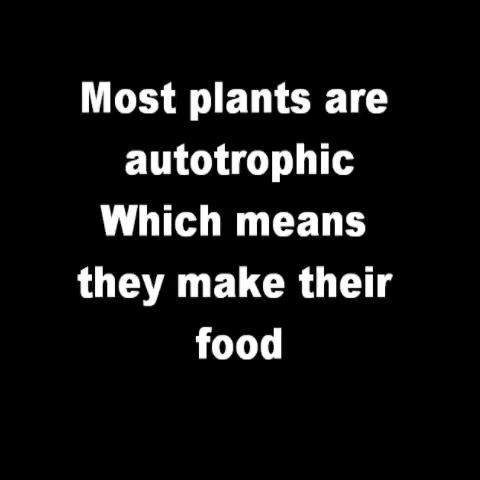 Most plants are
autotrophic
Which means
they make their
food